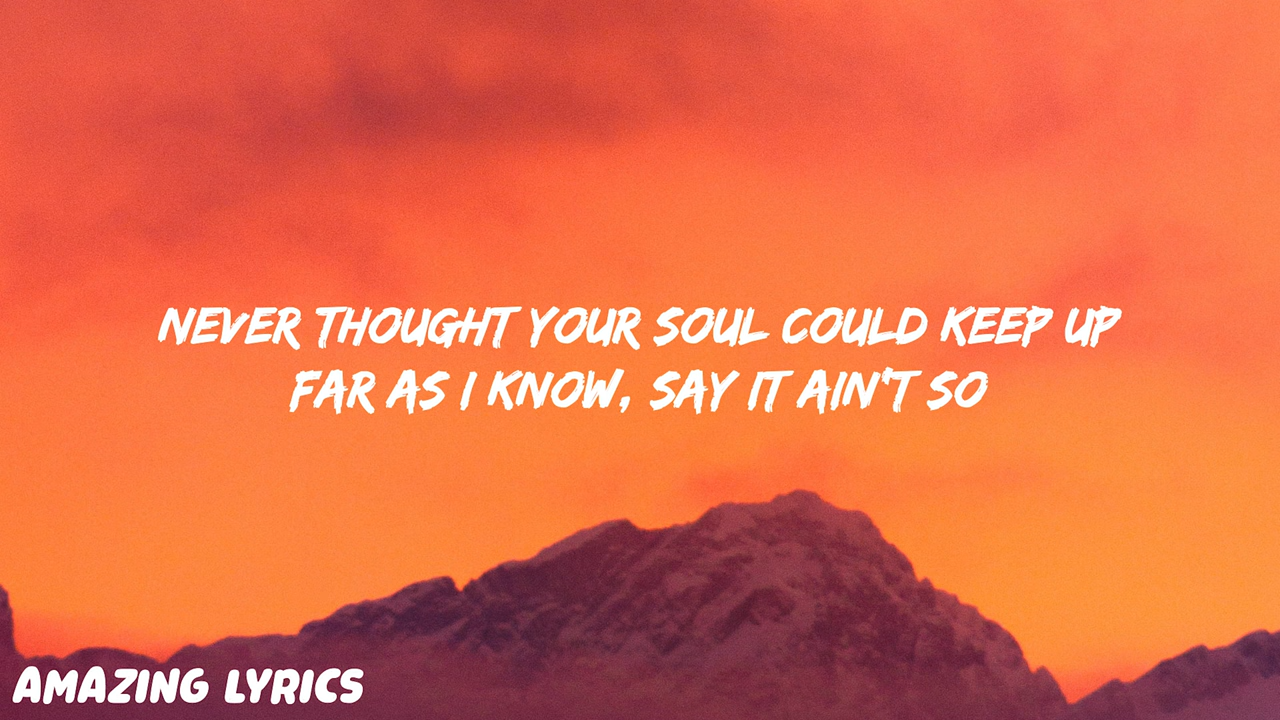 NEVER THOUGHT YOUR SOUL COULD KEEP UP
FAR AS I KNOW, SAY IT AIN'T SO
AMAZING LYRICS